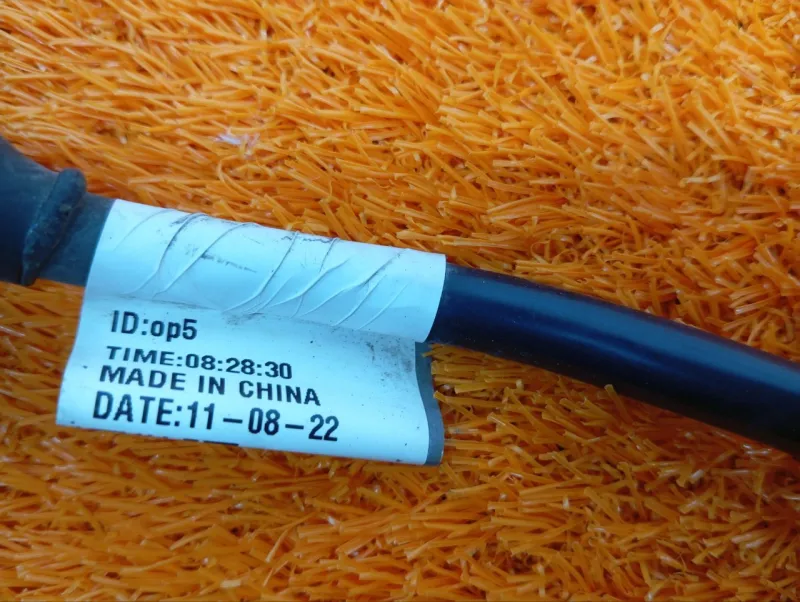 ID:op5
TIME:08:28:30
MADE IN CHINA
DATE:11-08-22